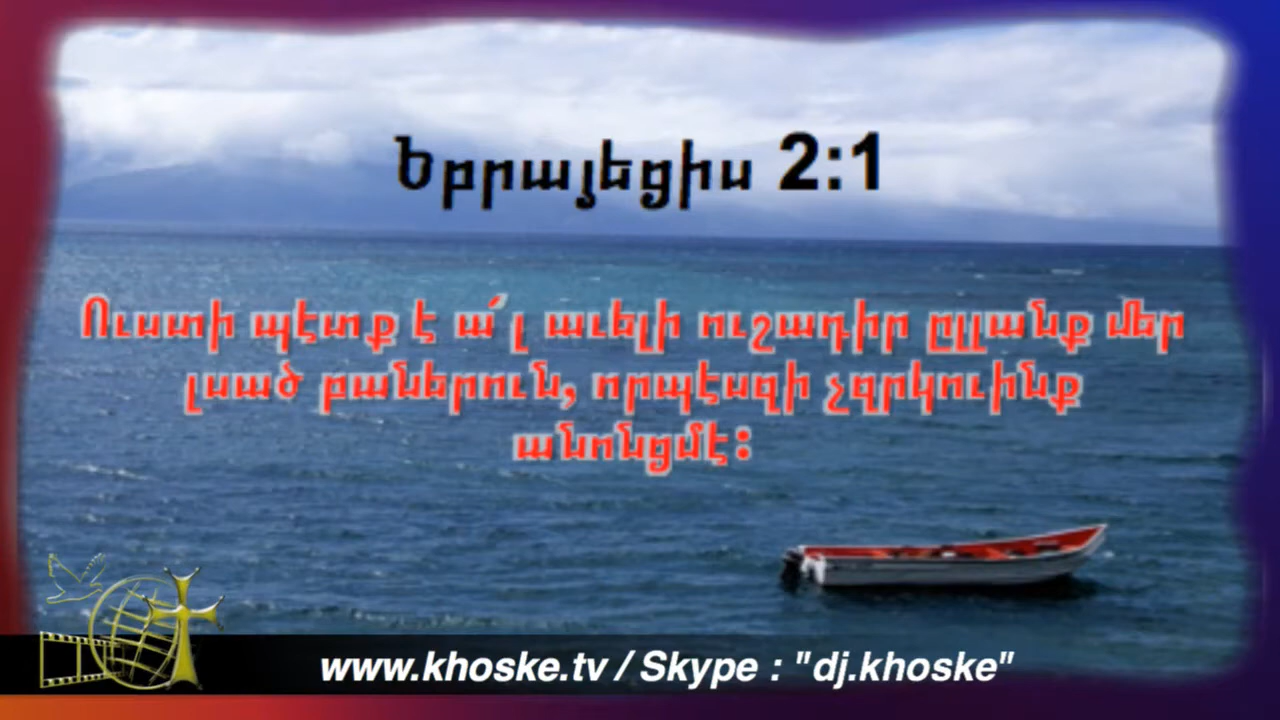 Եբրայեցիս 2:1
Ուստի պէտք է ա՛լ աւելի ուշադիր ըլլանք մեր
լսած բաներուն, որպէսզի չզրկուինք
անոնցմէ:
www.khoske.tv / Skype : "dj.khoske"